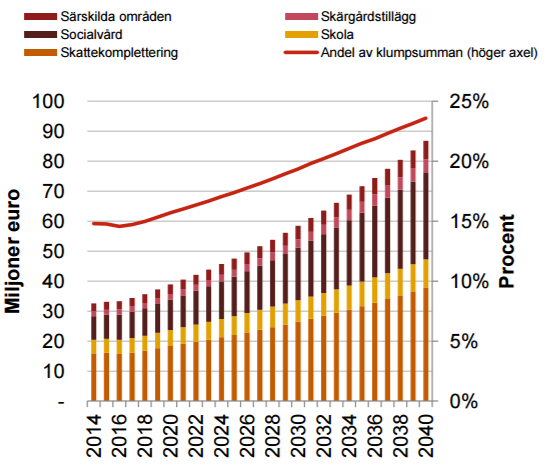 Särskilda områden Skärgårdstillägg
Socialvård Skola
Skattekomplettering Andel av klumpsumman (höger axel)
100 25%
90
80 20%
70
60 15%
50
40 10%
30
20 5%
10
- 0%
Miljoner euro
Procent
2014 2016 2018 2020 2022 2024 2026 2028 2030 2032 2034 2036 2038 2040